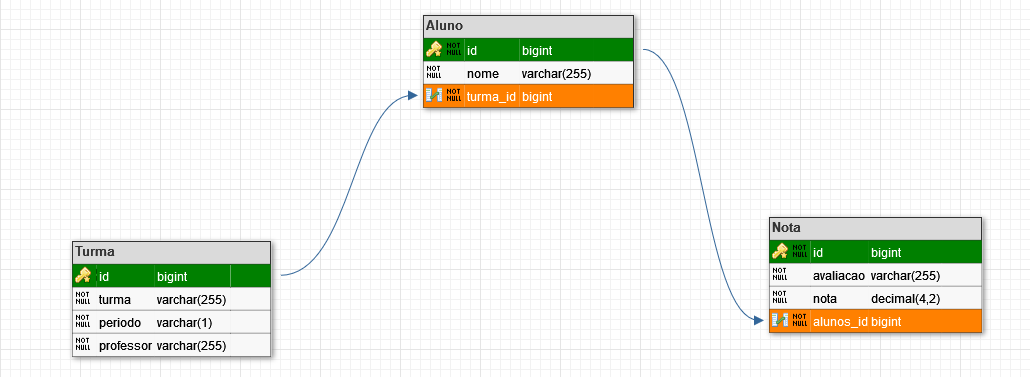 Aluno
NOT NULL id bigint
NOT NULL nome varchar(255)
NOT NULL turma_id bigint
Turma
id bigint
NOT NULL turma varchar(255)
NOT NULL periodo varchar(1)
NOT NULL professor varchar(255)
Nota
NOT NULL id bigint
NOT NULL avaliacao varchar(255)
NOT NULL nota decimal(4,2)
NOT NULL alunos_id bigint